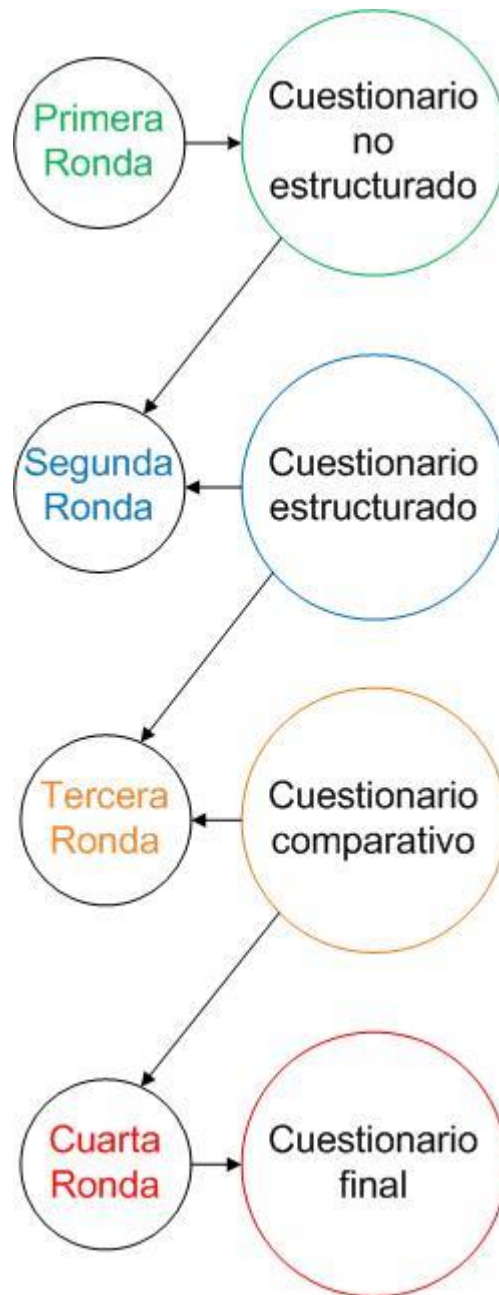 Primera
Ronda
Cuestionario
no
estructurado
Segunda
Ronda
Cuestionario
estructurado
Tercera
Ronda
Cuestionario
comparativo
Cuarta
Ronda
Cuestionario
final